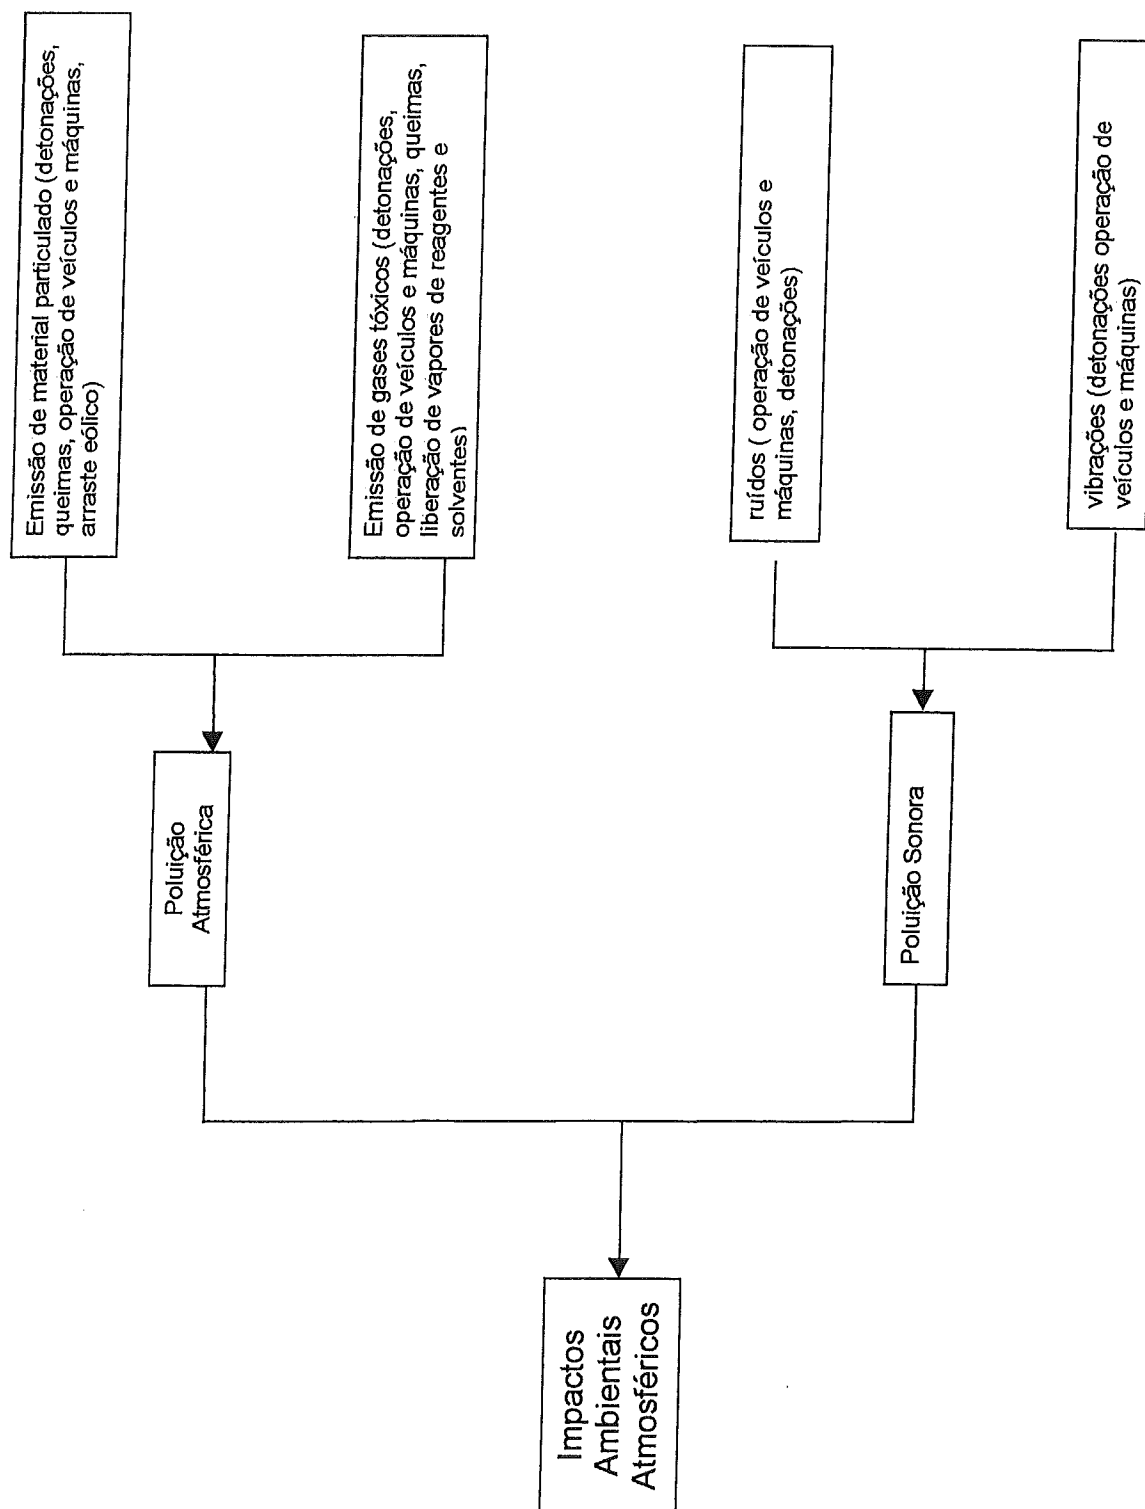 Impactos
Ambientais
Atmosféricos
Poluição
Atmosférica
Emissão de material particulado (detonações,
queimas, operação de veículos e máquinas,
arraste eólico)
Emissão de gases tóxicos (detonações,
operação de veículos e máquinas, queimas,
liberação de vapores de reagentes e
solventes)
Poluição Sonora
ruídos ( operação de veículos e
máquinas, detonações)
vibrações (detonações operação de
veículos e máquinas)